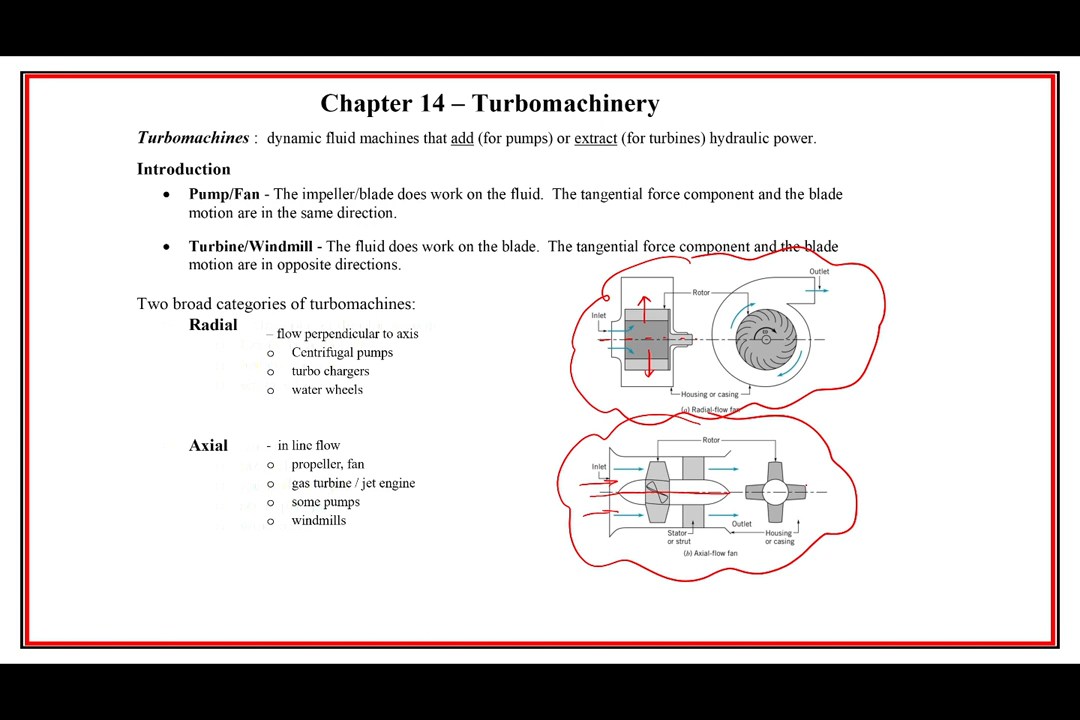 Chapter 14 – Turbomachinery
Turbomachines : dynamic fluid machines that add (for pumps) or extract (for turbines) hydraulic power.
Introduction
• Pump/Fan - The impeller/blade does work on the fluid. The tangential force component and the blade
motion are in the same direction.
• Turbine/Windmill - The fluid does work on the blade. The tangential force component and the blade
motion are in opposite directions.
Two broad categories of turbomachines:
Radial
– flow perpendicular to axis
o Centrifugal pumps
o turbo chargers
o water wheels
Outlet
Rotor
Inlet
ω
Housing or casing
(a) Radial-flow fan
Axial - in line flow
o propeller, fan
o gas turbine / jet engine
o some pumps
o windmills
Rotor
Inlet
Outlet
Stator
or strut
Housing
or casing
(b) Axial-flow fan